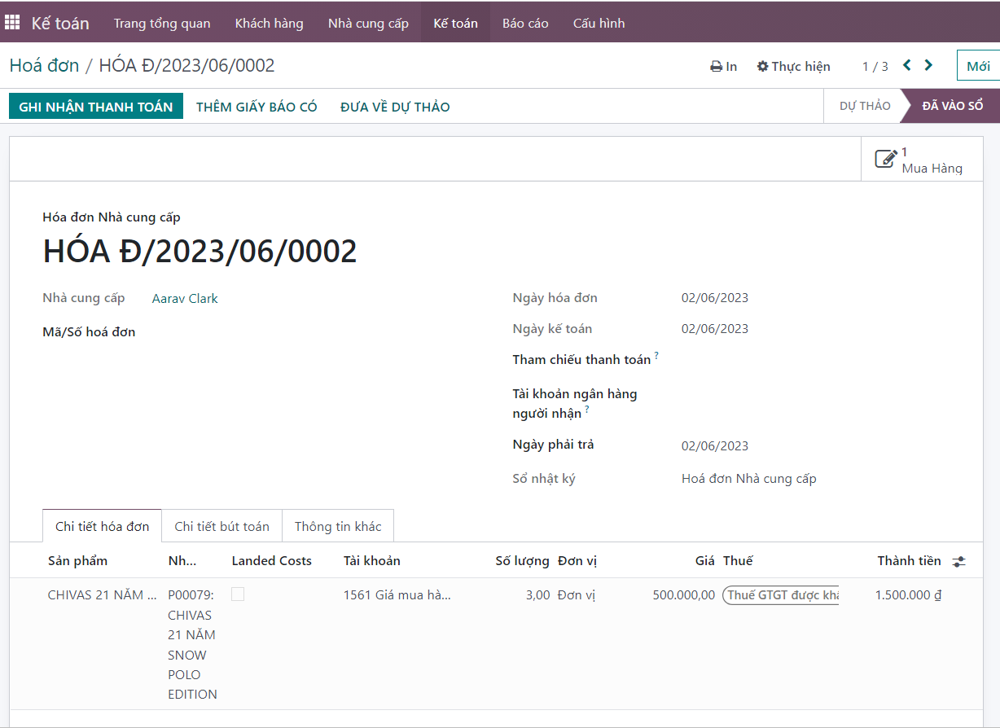 Kế toán Trang tổng quan Khách hàng Nhà cung cấp Kế toán Báo cáo Cấu hình
Hoá đơn / HÓA Đ/2023/06/0002 In Thực hiện 1 / 3 Mới
GHI NHẬN THANH TOÁN THÊM GIẤY BÁO CÓ ĐƯA VỀ DỰ THẢO DỰ THẢO ĐÃ VÀO SỔ
1
Mua Hàng
Hóa đơn Nhà cung cấp
HÓA Đ/2023/06/0002
Nhà cung cấp Aarav Clark Ngày hóa đơn 02/06/2023
Ngày kế toán 02/06/2023
Mã/Số hoá đơn
Tham chiếu thanh toán ?
Tài khoản ngân hàng
người nhận ?
Ngày phải trả 02/06/2023
Sổ nhật ký Hoá đơn Nhà cung cấp
Chi tiết hóa đơn Chi tiết bút toán Thông tin khác
Sản phẩm Nh... Landed Costs Tài khoản Số lượng Đơn vị Giá Thuế Thành tiền
CHIVAS 21 NĂM ... P00079: 1561 Giá mua hà... 3,00 Đơn vị 500.000,00 Thuế GTGT được khấ 1.500.000 ₫
CHIVAS
21 NĂM
SNOW
POLO
EDITION